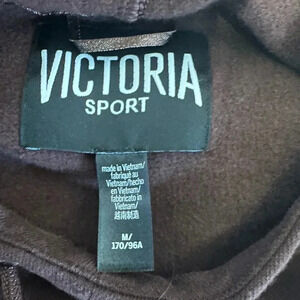 VICTORIA
SPORT
made in Vietnam/
fabriqué au
Vietnam/hecho
en Vietnam/
fabbricato in
Vietnam/
越南制造
M/
170/96A